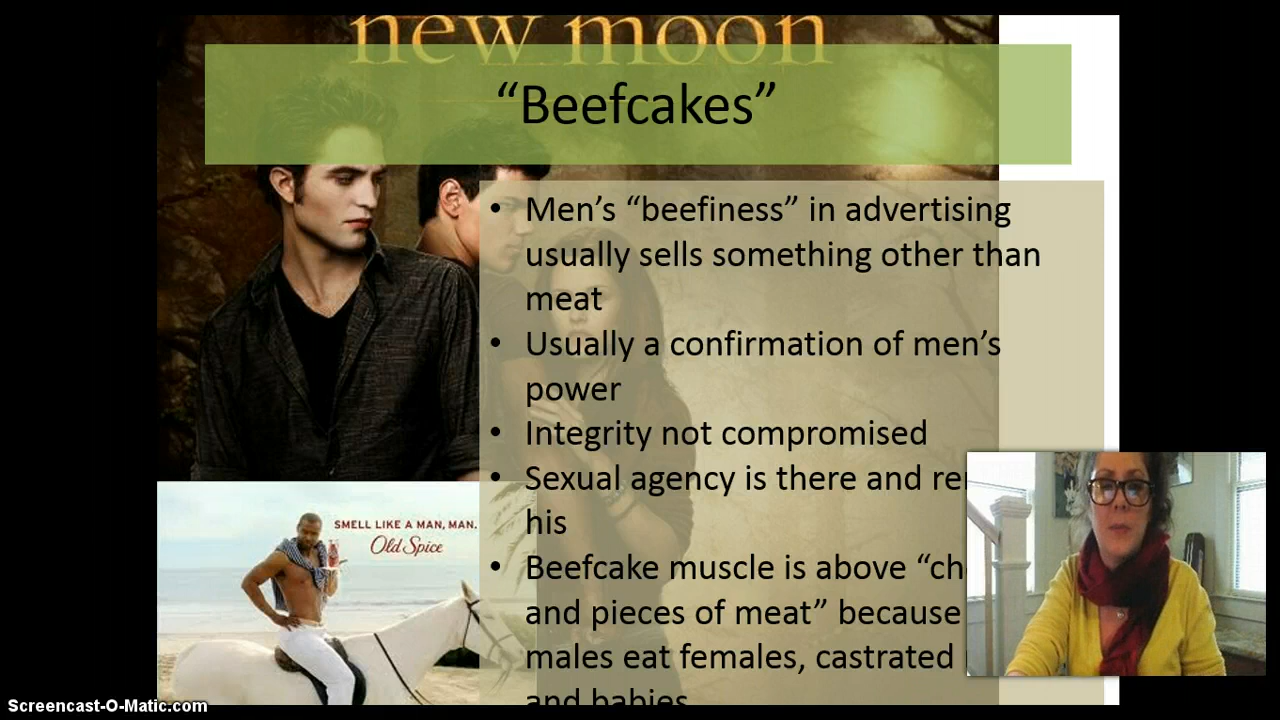 new moon
“Beefcakes”
• Men’s “beefiness” in advertising
usually sells something other than
meat
• Usually a confirmation of men’s
power
• Integrity not compromised
• Sexual agency is there and
his
• Beefcake muscle is above
and pieces of meat” because
males eat females, castrated
and babies
SMELL LIKE A MAN, MAN.
Old Spice
Screencast-O-Matic.com